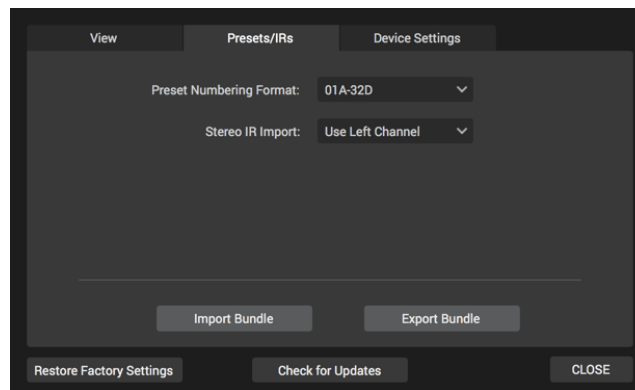 View Presets/IRs Device Settings
Preset Numbering Format: 01A-32D
Stereo IR Import: Use Left Channel
Import Bundle Export Bundle
Restore Factory Settings Check for Updates CLOSE